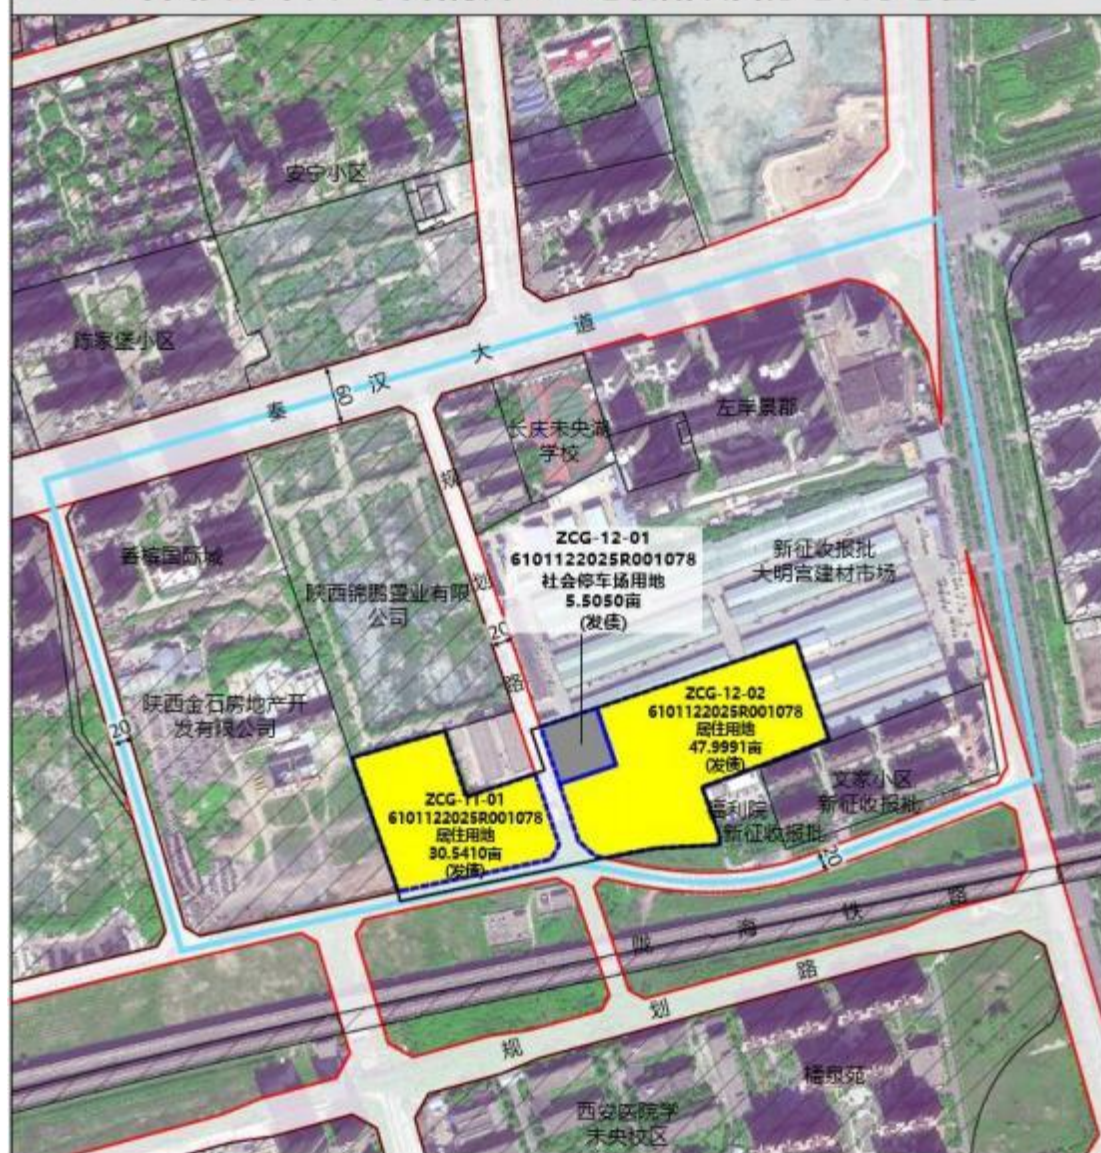 安宁小区
陈家堡小区
秦
汉
大
道
60
长庆未央湖
学校
左岸景郡
规
ZCG-12-01
6101122025R001078
社会停车场用地
5.5050亩
(发债)
新征收报批
大明宫建材市场
香榭国际城
陕西锦鹏置业有限
公司
划
20
路
陕西金石房地产开
发有限公司
20
ZCG-12-02
6101122025R001078
居住用地
47.9991亩
(发债)
ZCG-11-01
6101122025R001078
居住用地
30.5410亩
(发债)
文家小区
新征收报批
福利院
新征收报批
20
陇
海
铁
路
规
划
路
西安医院学
未央校区